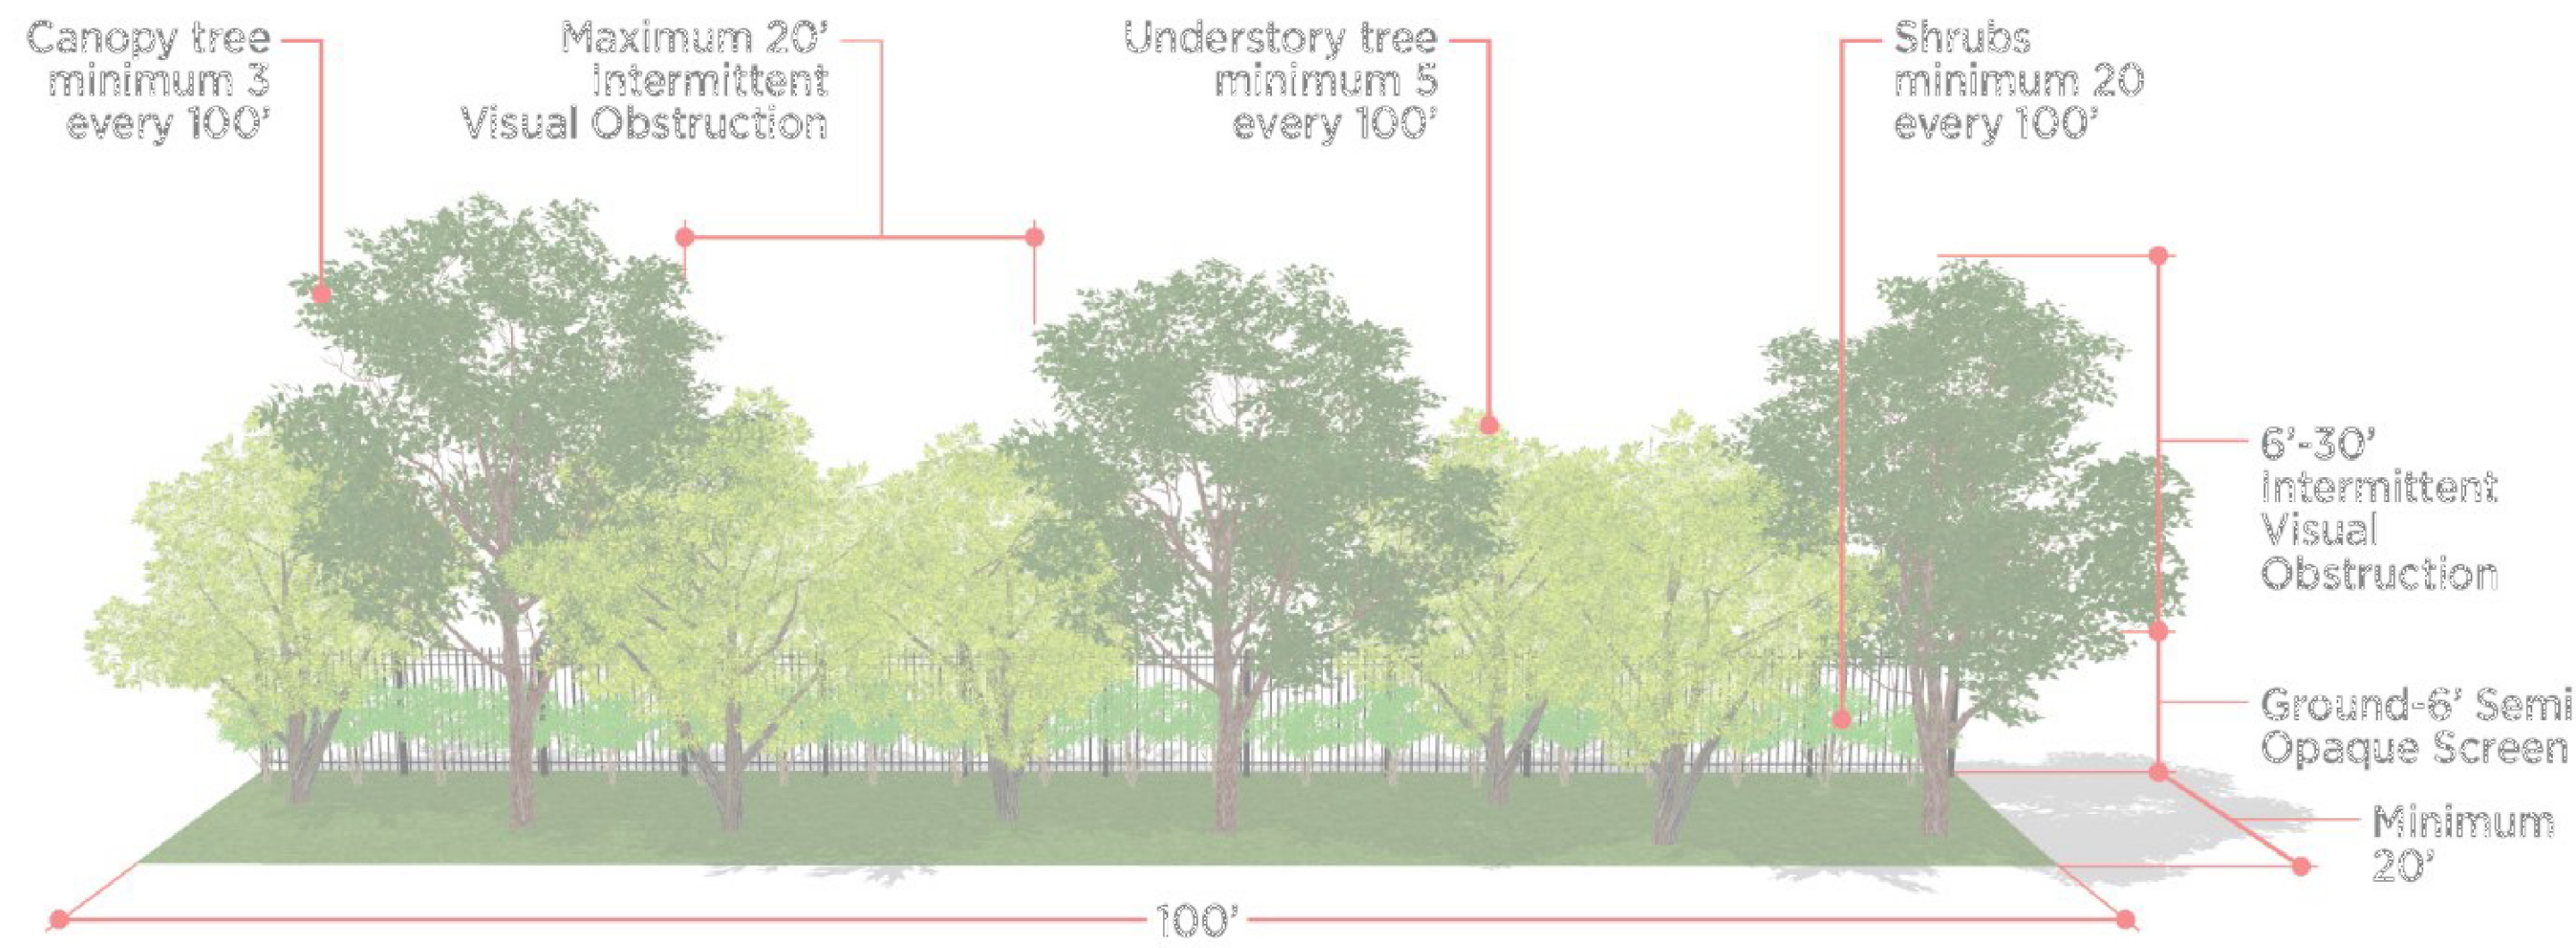 Canopy tree
minimum 3
every 100'
Maximum 20'
Intermittent
Visual Obstruction
Understory tree
minimum 5
every 100'
Shrubs
minimum 20
every 100'
6'-30'
Intermittent
Visual
Obstruction
Ground-6' Semi
Opaque Screen
Minimum
20'
100'